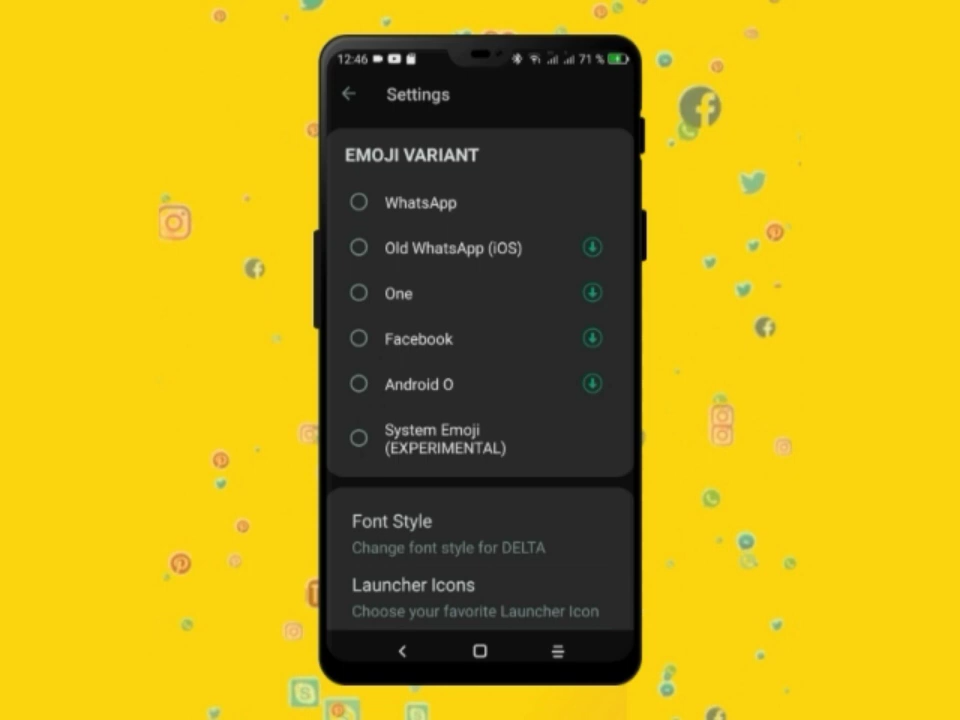 12:46 71 %
Settings
EMOJI VARIANT
WhatsApp
Old WhatsApp (iOS)
One
Facebook
Android O
System Emoji
(EXPERIMENTAL)
Font Style
Change font style for DELTA
Launcher Icons
Choose your favorite Launcher Icon